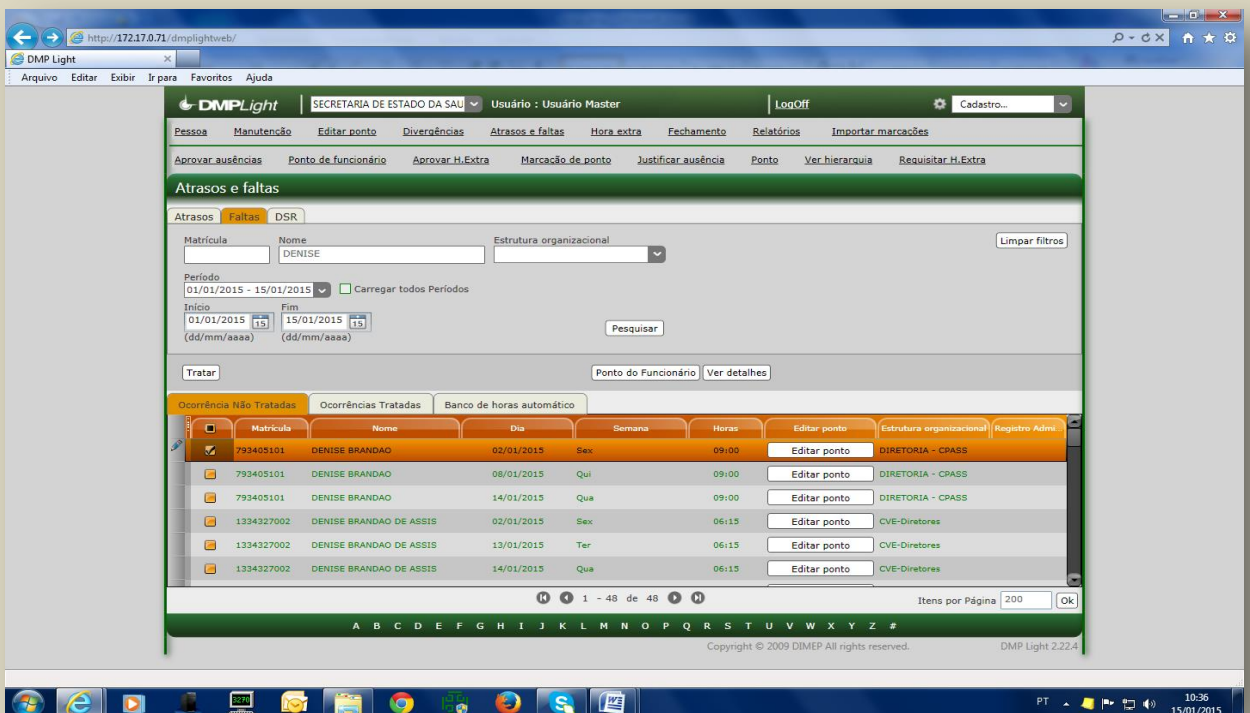 http://172.17.0.71/dmplightweb/
DMP Light
Arquivo Editar Exibir Ir para Favoritos Ajuda
DMPLight SECRETARIA DE ESTADO DA SAU Usuário : Usuário Master LogOff Cadastro...
Pessoa Manutenção Editar ponto Divergências Atrasos e faltas Hora extra Fechamento Relatórios Importar marcações
Aprovar ausências Ponto de funcionário Aprovar H.Extra Marcação de ponto Justificar ausência Ponto Ver hierarquia Requisitar H.Extra
Atrasos e faltas
Atrasos Faltas DSR
Matrícula Nome Estrutura organizacional Limpar filtros
DENISE
Período
01/01/2015 - 15/01/2015 Carregar todos Períodos
Início Fim
01/01/2015 15 15/01/2015 15 Pesquisar
(dd/mm/aaaa) (dd/mm/aaaa)
Tratar Ponto do Funcionário Ver detalhes
Ocorrência Não Tratadas Ocorrências Tratadas Banco de horas automático
Matrícula Nome Dia Semana Horas Editar ponto Estrutura organizacional Registro Admi...
793405101 DENISE BRANDAO 02/01/2015 Sex 09:00 Editar ponto DIRETORIA - CPASS
793405101 DENISE BRANDAO 08/01/2015 Qui 09:00 Editar ponto DIRETORIA - CPASS
793405101 DENISE BRANDAO 14/01/2015 Qua 09:00 Editar ponto DIRETORIA - CPASS
1334327002 DENISE BRANDAO DE ASSIS 02/01/2015 Sex 06:15 Editar ponto CVE-Diretores
1334327002 DENISE BRANDAO DE ASSIS 13/01/2015 Ter 06:15 Editar ponto CVE-Diretores
1334327002 DENISE BRANDAO DE ASSIS 14/01/2015 Qua 06:15 Editar ponto CVE-Diretores
1 - 48 de 48 Itens por Página 200 Ok
A B C D E F G H I J K L M N O P Q R S T U V W X Y Z #
Copyright © 2009 DIMEP All rights reserved. DMP Light 2.22.4
3270 PT 10:36
15/01/2015